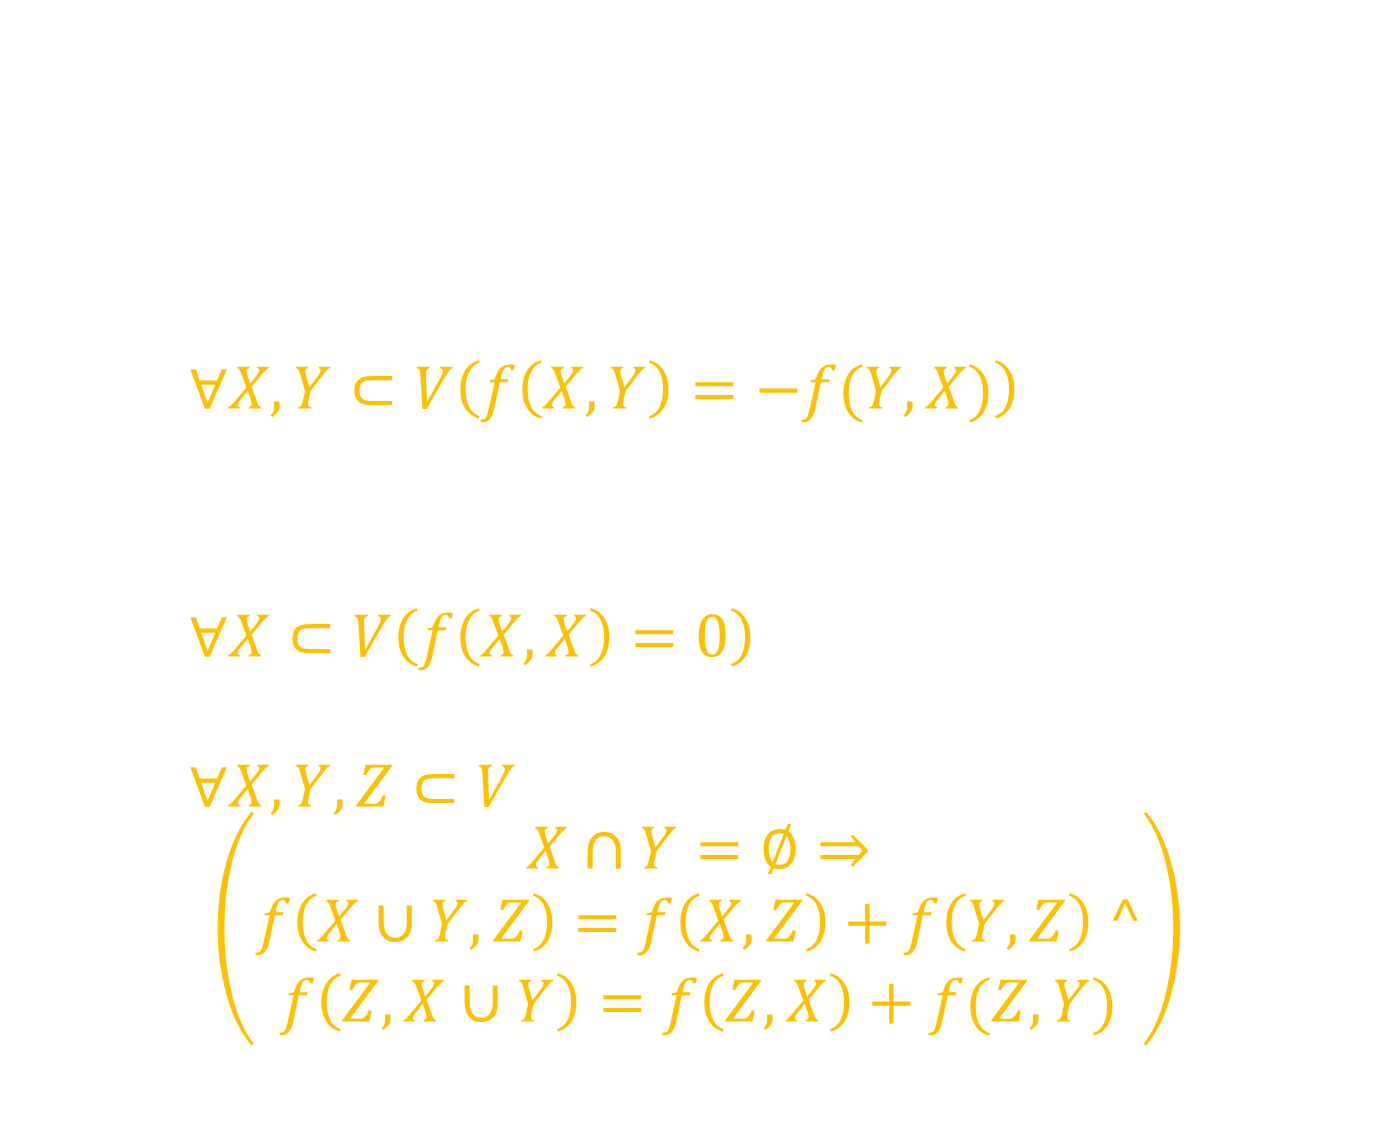 ∀X, Y ⊂ V(f(X, Y) = −f(Y, X))
∀X ⊂ V(f(X, X) = 0)
∀X, Y, Z ⊂ V
(X ∩ Y = ∅ ⇒
f(X ∪ Y, Z) = f(X, Z) + f(Y, Z) ^
f(Z, X ∪ Y) = f(Z, X) + f(Z, Y))